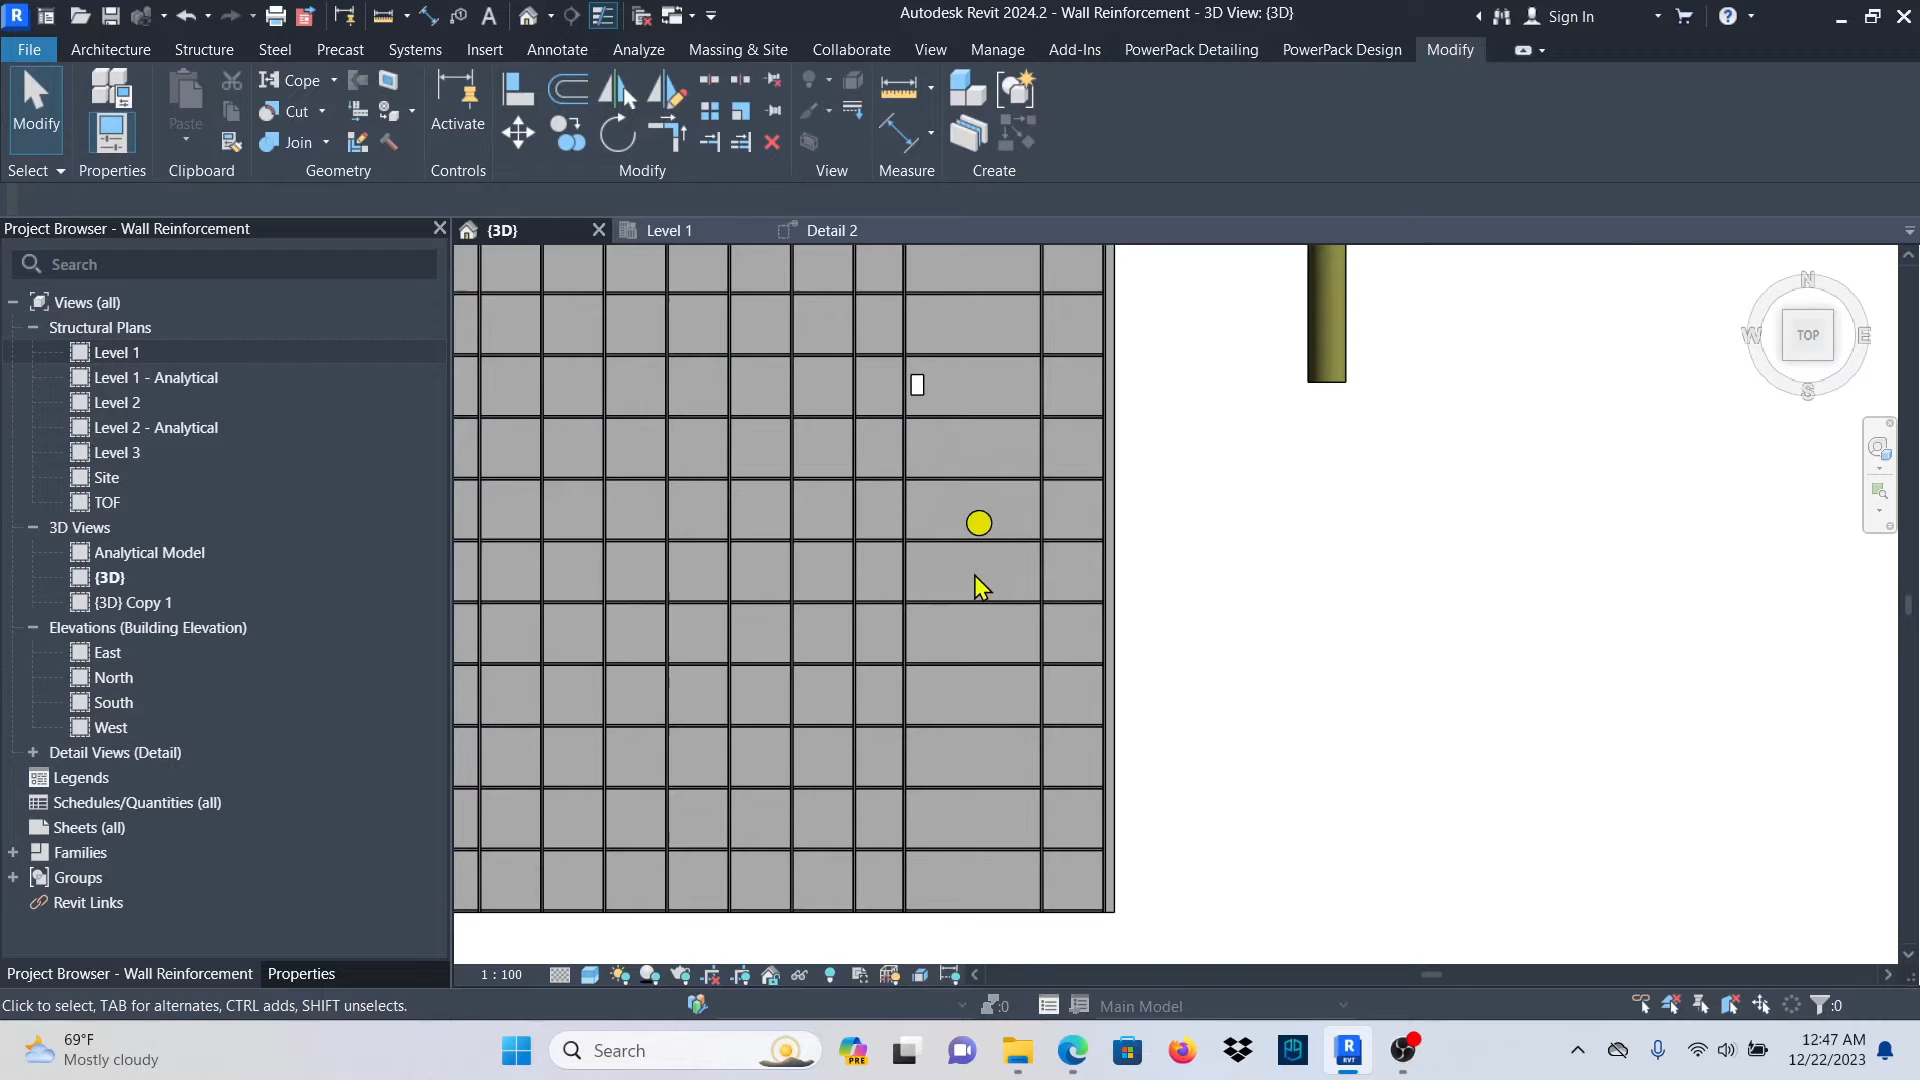 Autodesk Revit 2024.2 - Wall Reinforcement - 3D View: {3D}
Sign In
File
Architecture
Structure
Steel
Precast
Systems
Insert
Annotate
Analyze
Massing & Site
Collaborate
View
Manage
Add-Ins
PowerPack Detailing
PowerPack Design
Modify
Modify
Paste
Cope
Cut
Join
Activate
Select
Properties
Clipboard
Geometry
Controls
Modify
View
Measure
Create
Project Browser - Wall Reinforcement
Search
Views (all)
Structural Plans
Level 1
Level 1 - Analytical
Level 2
Level 2 - Analytical
Level 3
Site
TOF
3D Views
Analytical Model
{3D}
{3D} Copy 1
Elevations (Building Elevation)
East
North
South
West
Detail Views (Detail)
Legends
Schedules/Quantities (all)
Sheets (all)
Families
Groups
Revit Links
Project Browser - Wall Reinforcement
Properties
{3D}
Level 1
Detail 2
N
W
TOP
E
S
1 : 100
Click to select, TAB for alternates, CTRL adds, SHIFT unselects.
:0
Main Model
:0
69°F
Mostly cloudy
Search
PRE
R
RVT
12:47 AM
12/22/2023